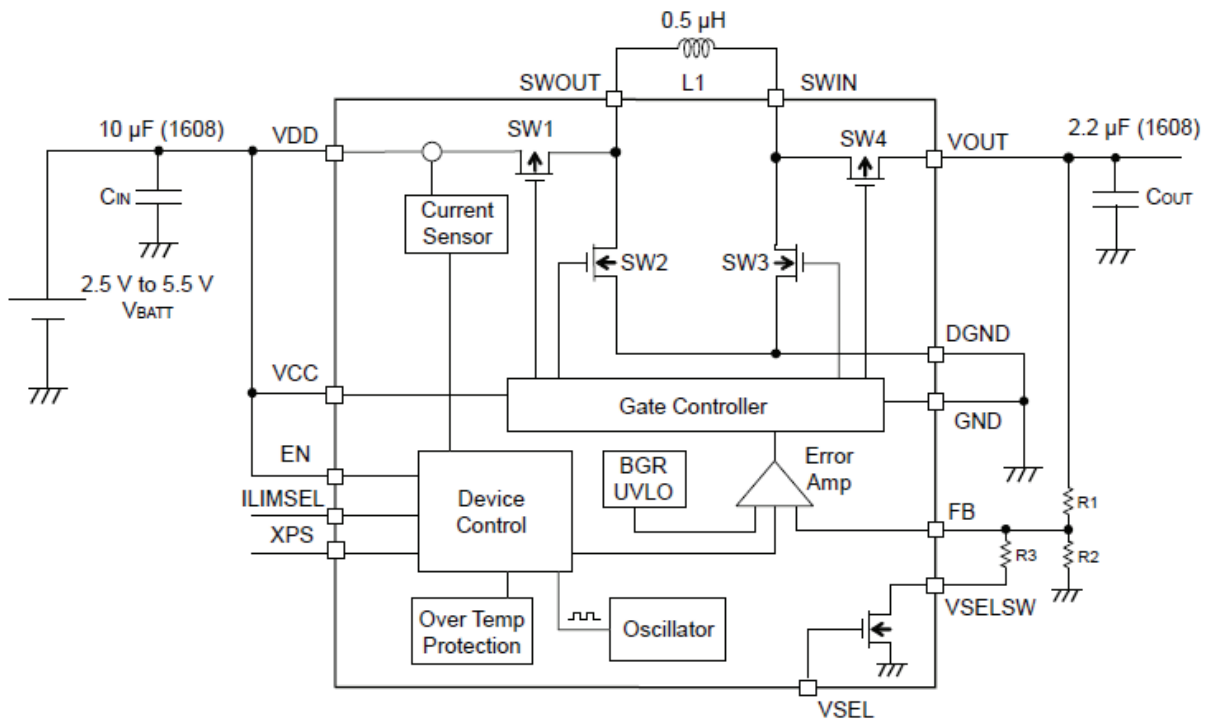 0.5 µH
SWOUT
L1
SWIN
10 µF (1608)
VDD
SW1
SW4
VOUT
2.2 µF (1608)
CIN
Current
Sensor
COUT
SW2
SW3
2.5 V to 5.5 V
VBATT
DGND
VCC
Gate Controller
GND
EN
BGR
UVLO
Error
Amp
ILIMSEL
Device
Control
FB
R1
XPS
R3
R2
VSELSW
Over Temp
Protection
Oscillator
VSEL